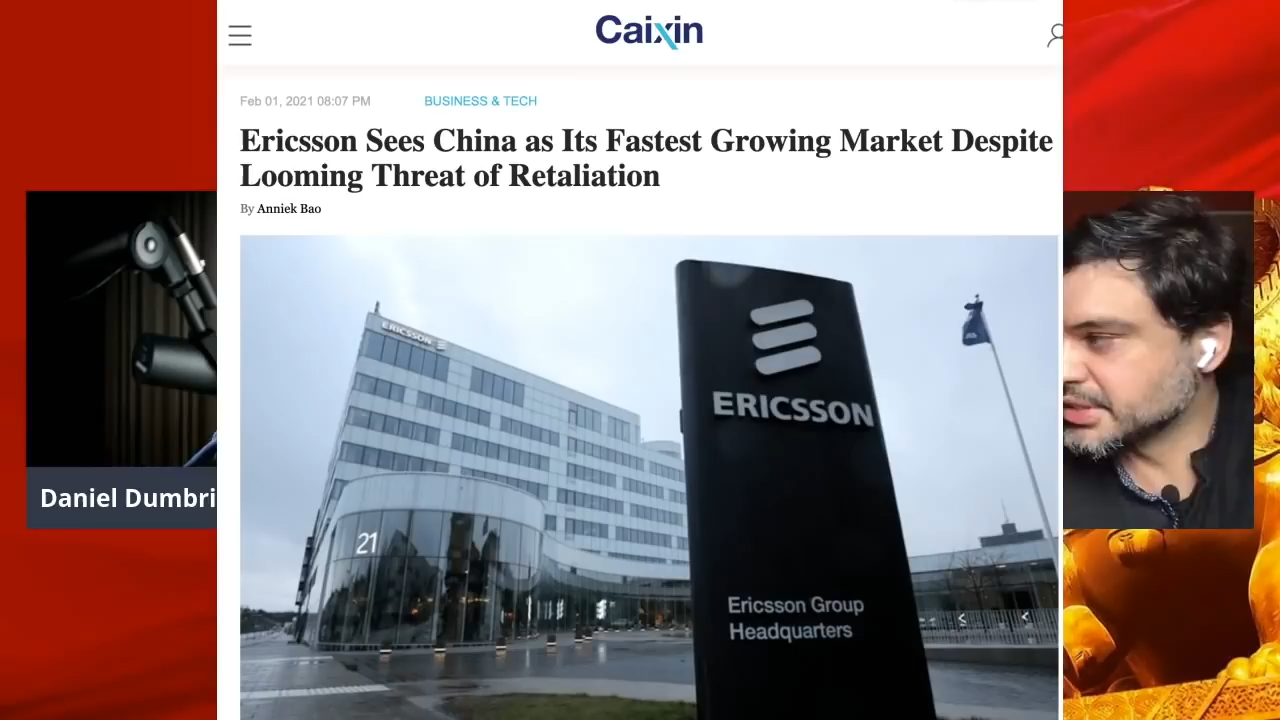 Caixin
Feb 01, 2021 08:07 PM
BUSINESS & TECH
Ericsson Sees China as Its Fastest Growing Market Despite
Looming Threat of Retaliation
By Anniek Bao
ERICSSON
ERICSSON
21
Ericsson Group
Headquarters
Daniel Dumbri